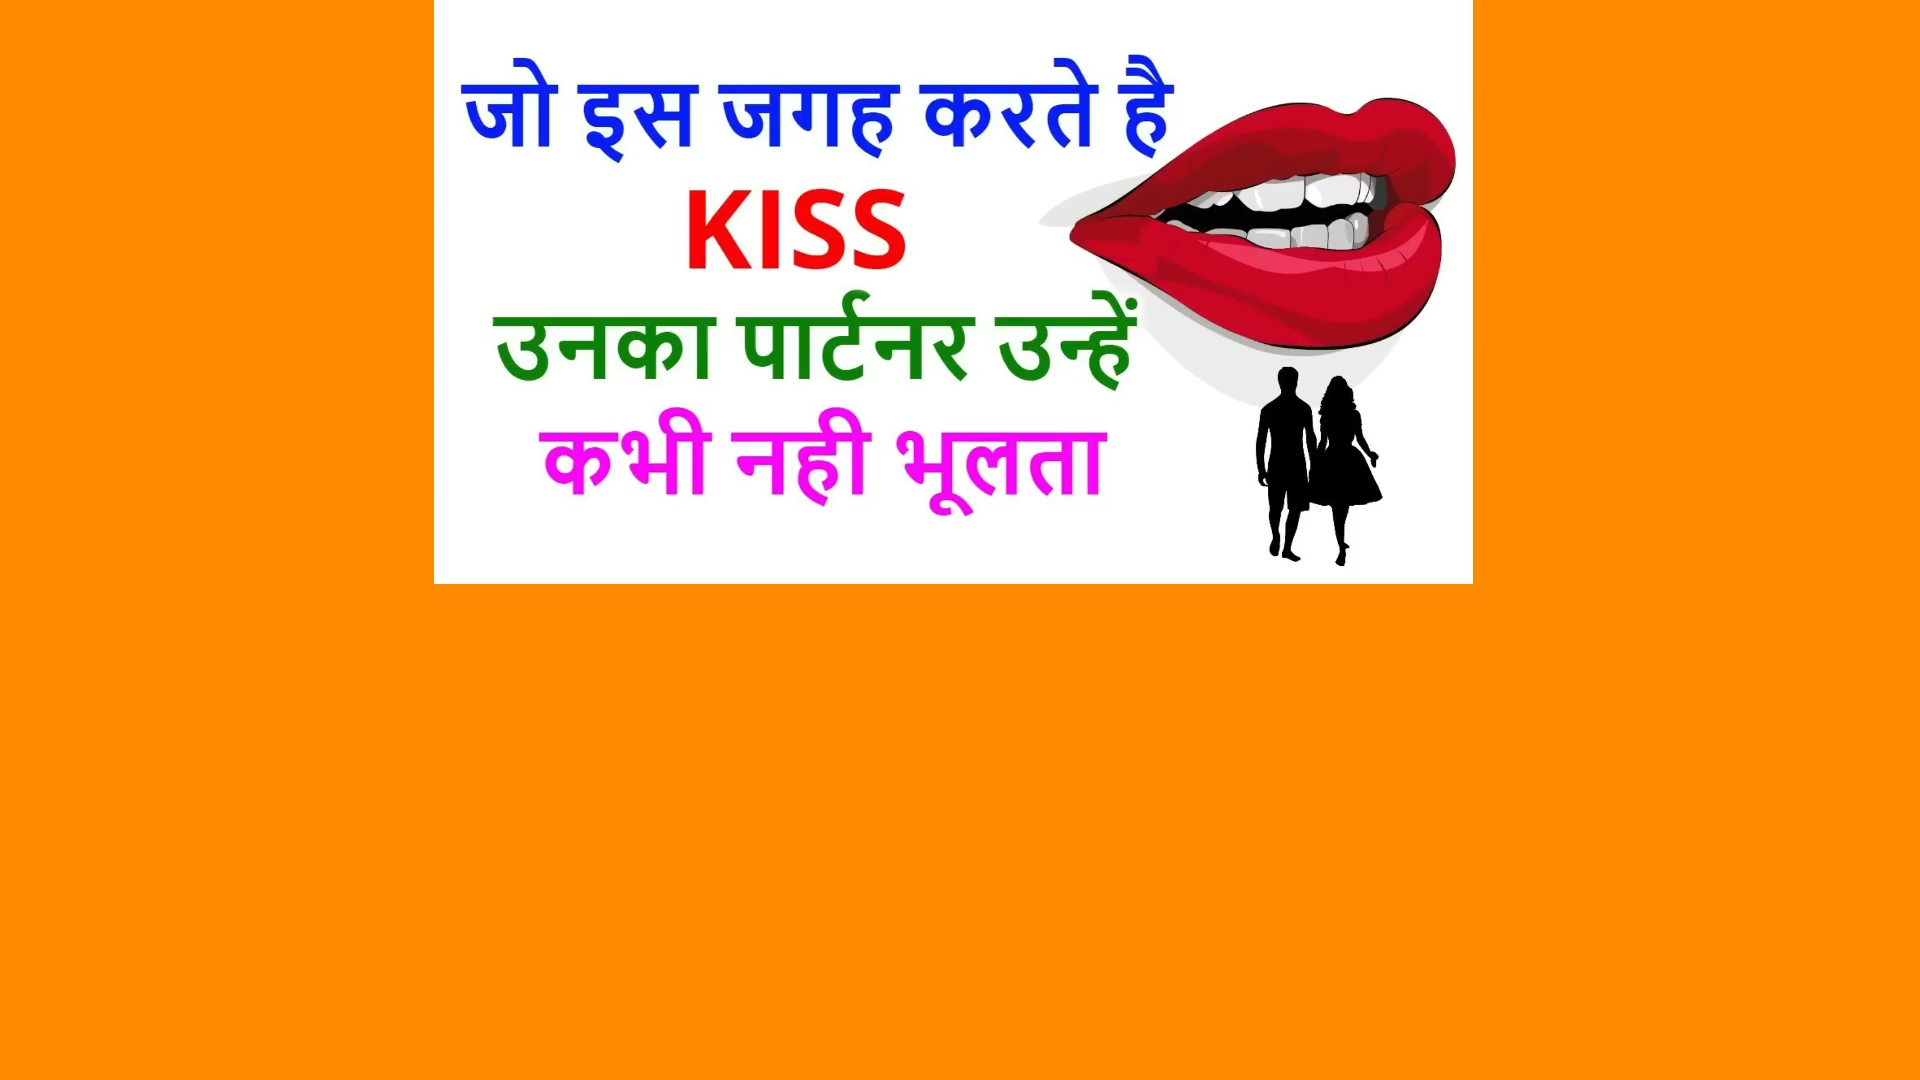 जो इस जगह करते है
KISS
उनका पार्टनर उन्हें
कभी नही भूलता